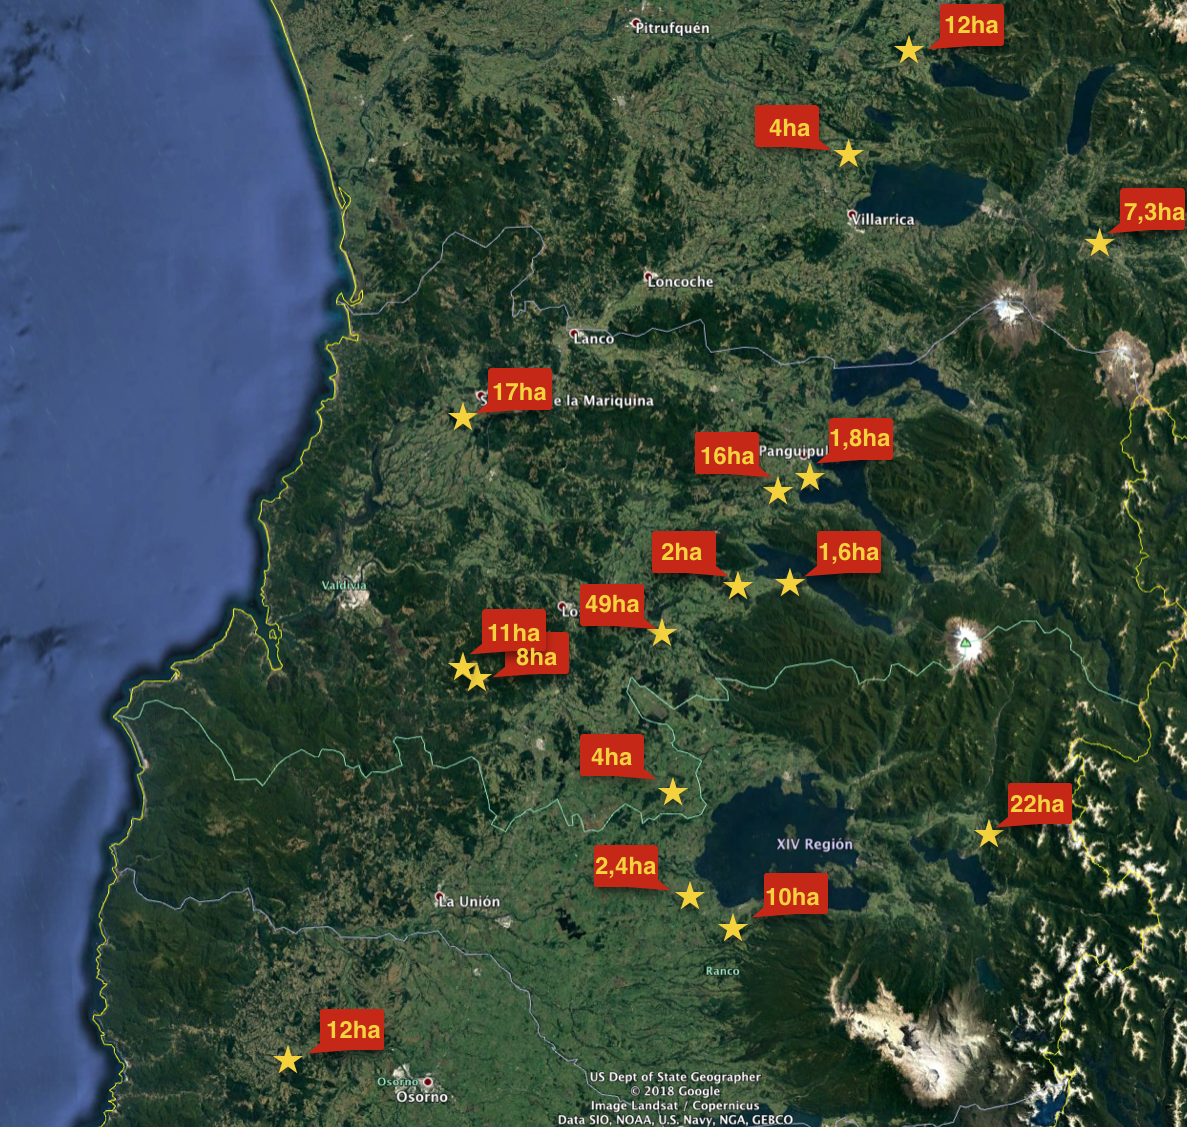 12ha
Pitrufquén
4ha
7,3ha
Villarrica
Loncoche
Lanco
17ha
S e la Mariquina
1,8ha
16ha
Panguipul
2ha
1,6ha
Valdivia
49ha
Lo
11ha
8ha
4ha
22ha
XIV Región
2,4ha
10ha
La Unión
Ranco
12ha
Osorno
Osorno
US Dept of State Geographer
© 2018 Google
Image Landsat / Copernicus
Data SIO, NOAA, U.S. Navy, NGA, GEBCO